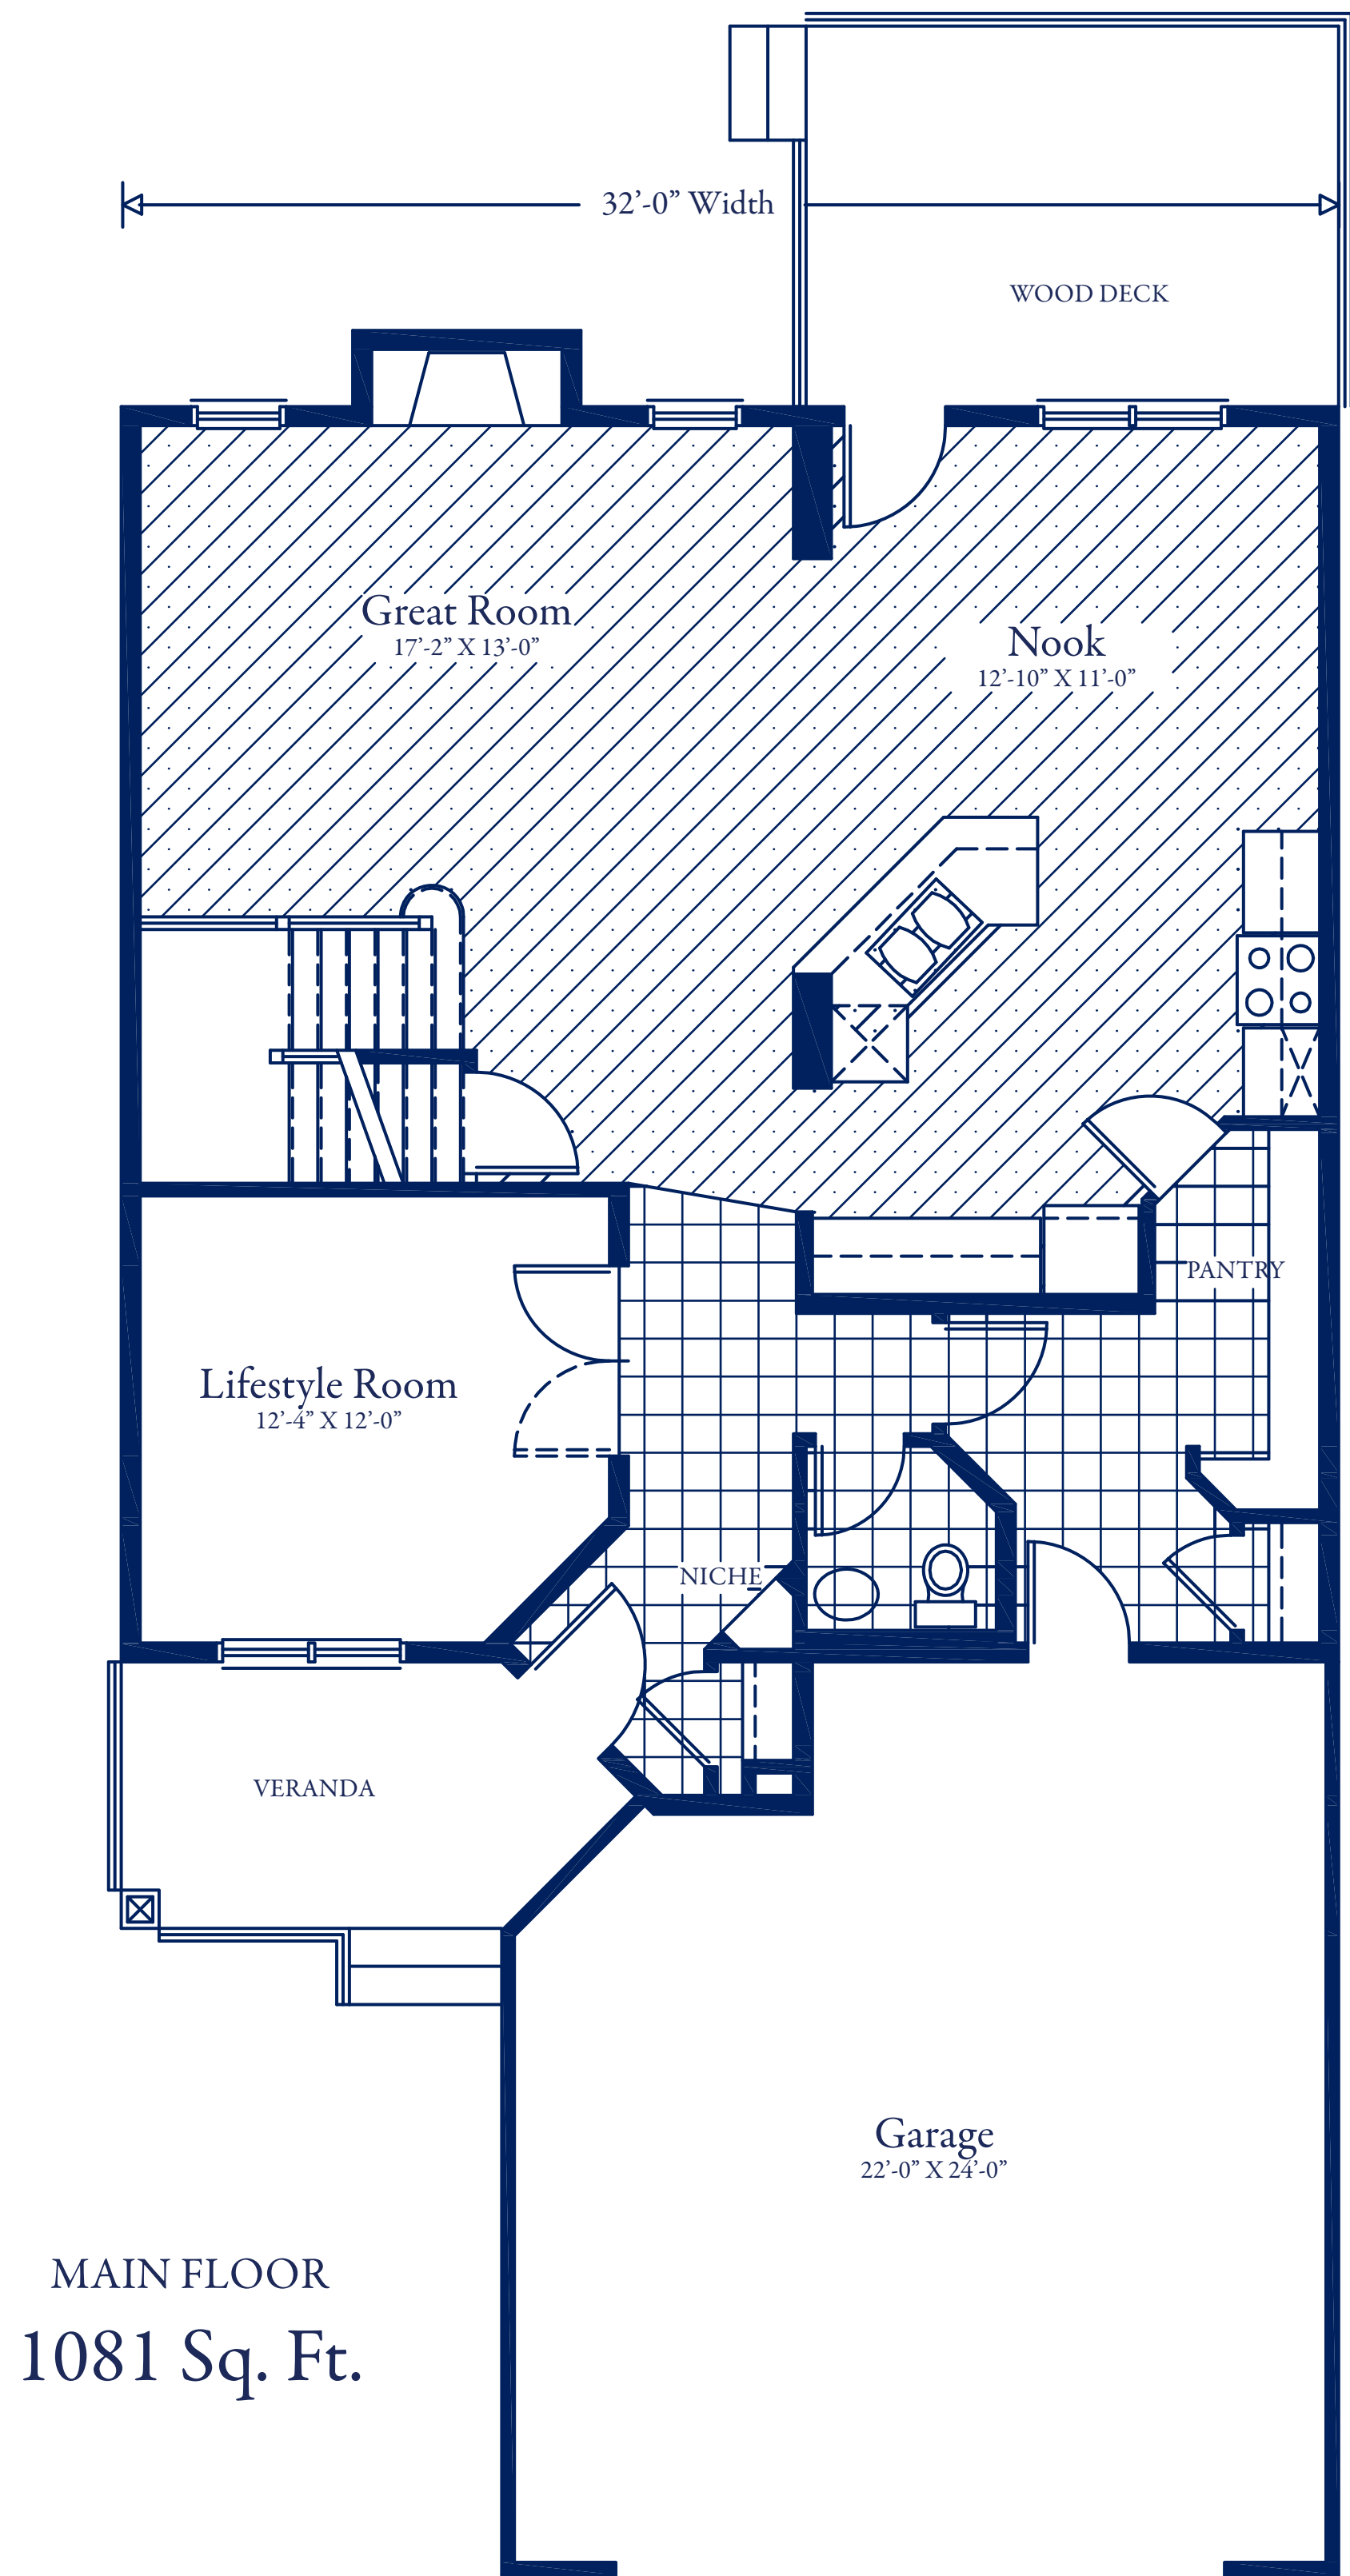 32’-0” Width
WOOD DECK
Great Room
17’-2” X 13’-0”
Nook
12’-10” X 11’-0”
PANTRY
Lifestyle Room
12’-4” X 12’-0”
NICHE
VERANDA
Garage
22’-0” X 24’-0”
MAIN FLOOR
1081 Sq. Ft.